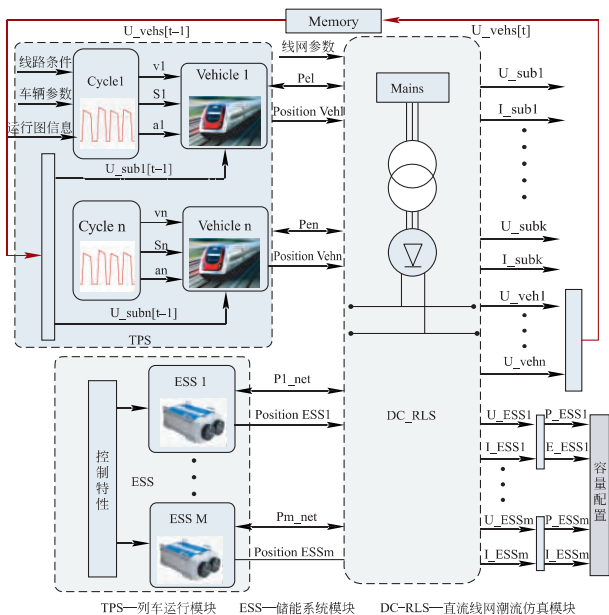 Memory
U_vehs[t–1]
U_vehs[t]
线路条件
车辆参数
运行图信息
Cycle1
v1
S1
a1
Vehicle 1
U_sub1[t–1]
线网参数
Pel
Position Veh1
Cycle n
vn
Sn
an
Vehicle n
U_subn[t–1]
TPS
Pen
Position Vehn
Mains
DC_RLS
U_sub1
I_sub1
U_subk
I_subk
U_veh1
U_vehn
控制特性
ESS 1
ESS
ESS M
P1_net
Position ESS1
Pm_net
Position ESSm
U_ESS1
P_ESS1
I_ESS1
E_ESS1
U_ESSm
P_ESSm
I_ESSm
I_ESSm
容量配置
TPS—列车运行模块 ESS—储能系统模块 DC–RLS—直流线网潮流仿真模块